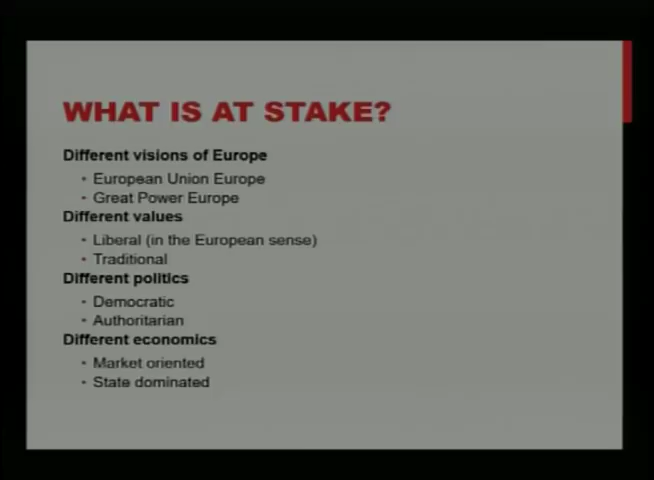 WHAT IS AT STAKE?
Different visions of Europe
• European Union Europe
• Great Power Europe
Different values
• Liberal (in the European sense)
• Traditional
Different politics
• Democratic
• Authoritarian
Different economics
• Market oriented
• State dominated